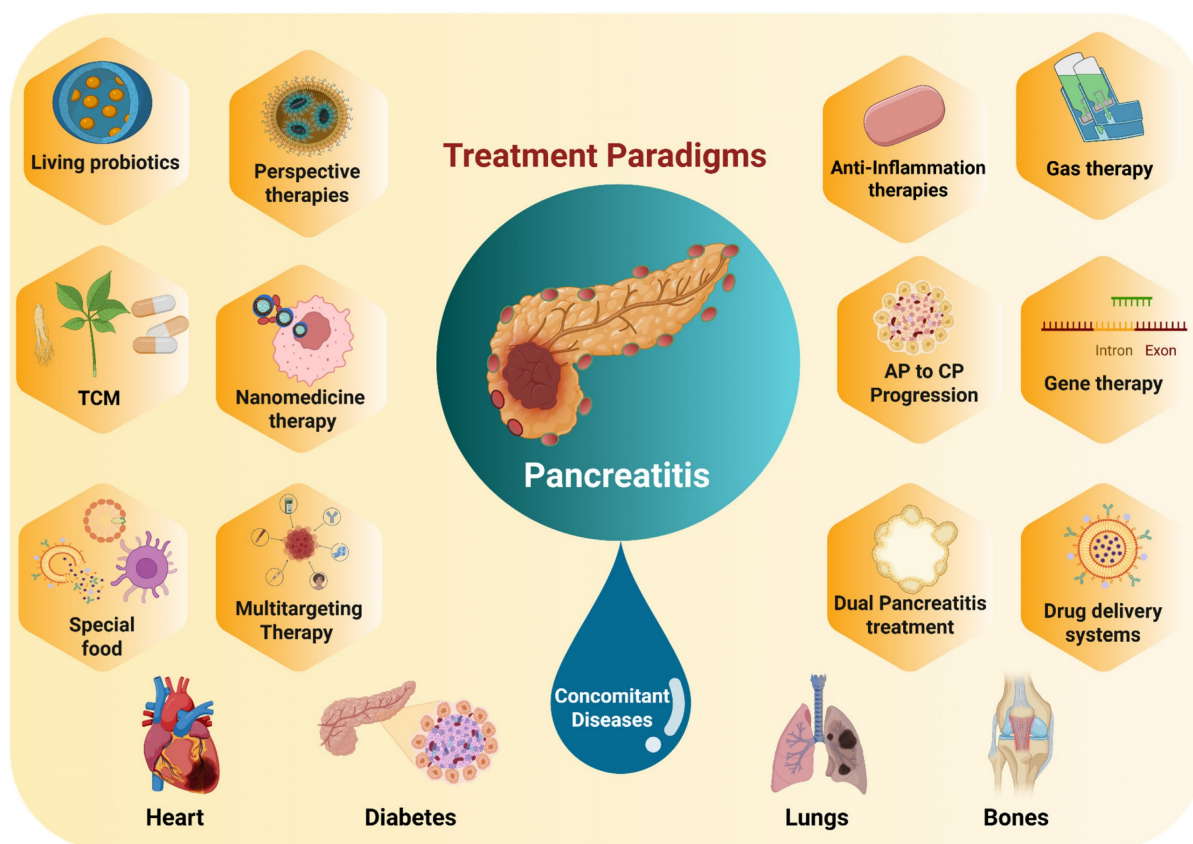 Treatment Paradigms
Living probiotics
Perspective
therapies
Anti-Inflammation
therapies
Gas therapy
TCM
Nanomedicine
therapy
Pancreatitis
AP to CP
Progression
Intron Exon
Gene therapy
Special
food
Multitargeting
Therapy
Dual Pancreatitis
treatment
Drug delivery
systems
Concomitant
Diseases
Heart
Diabetes
Lungs
Bones